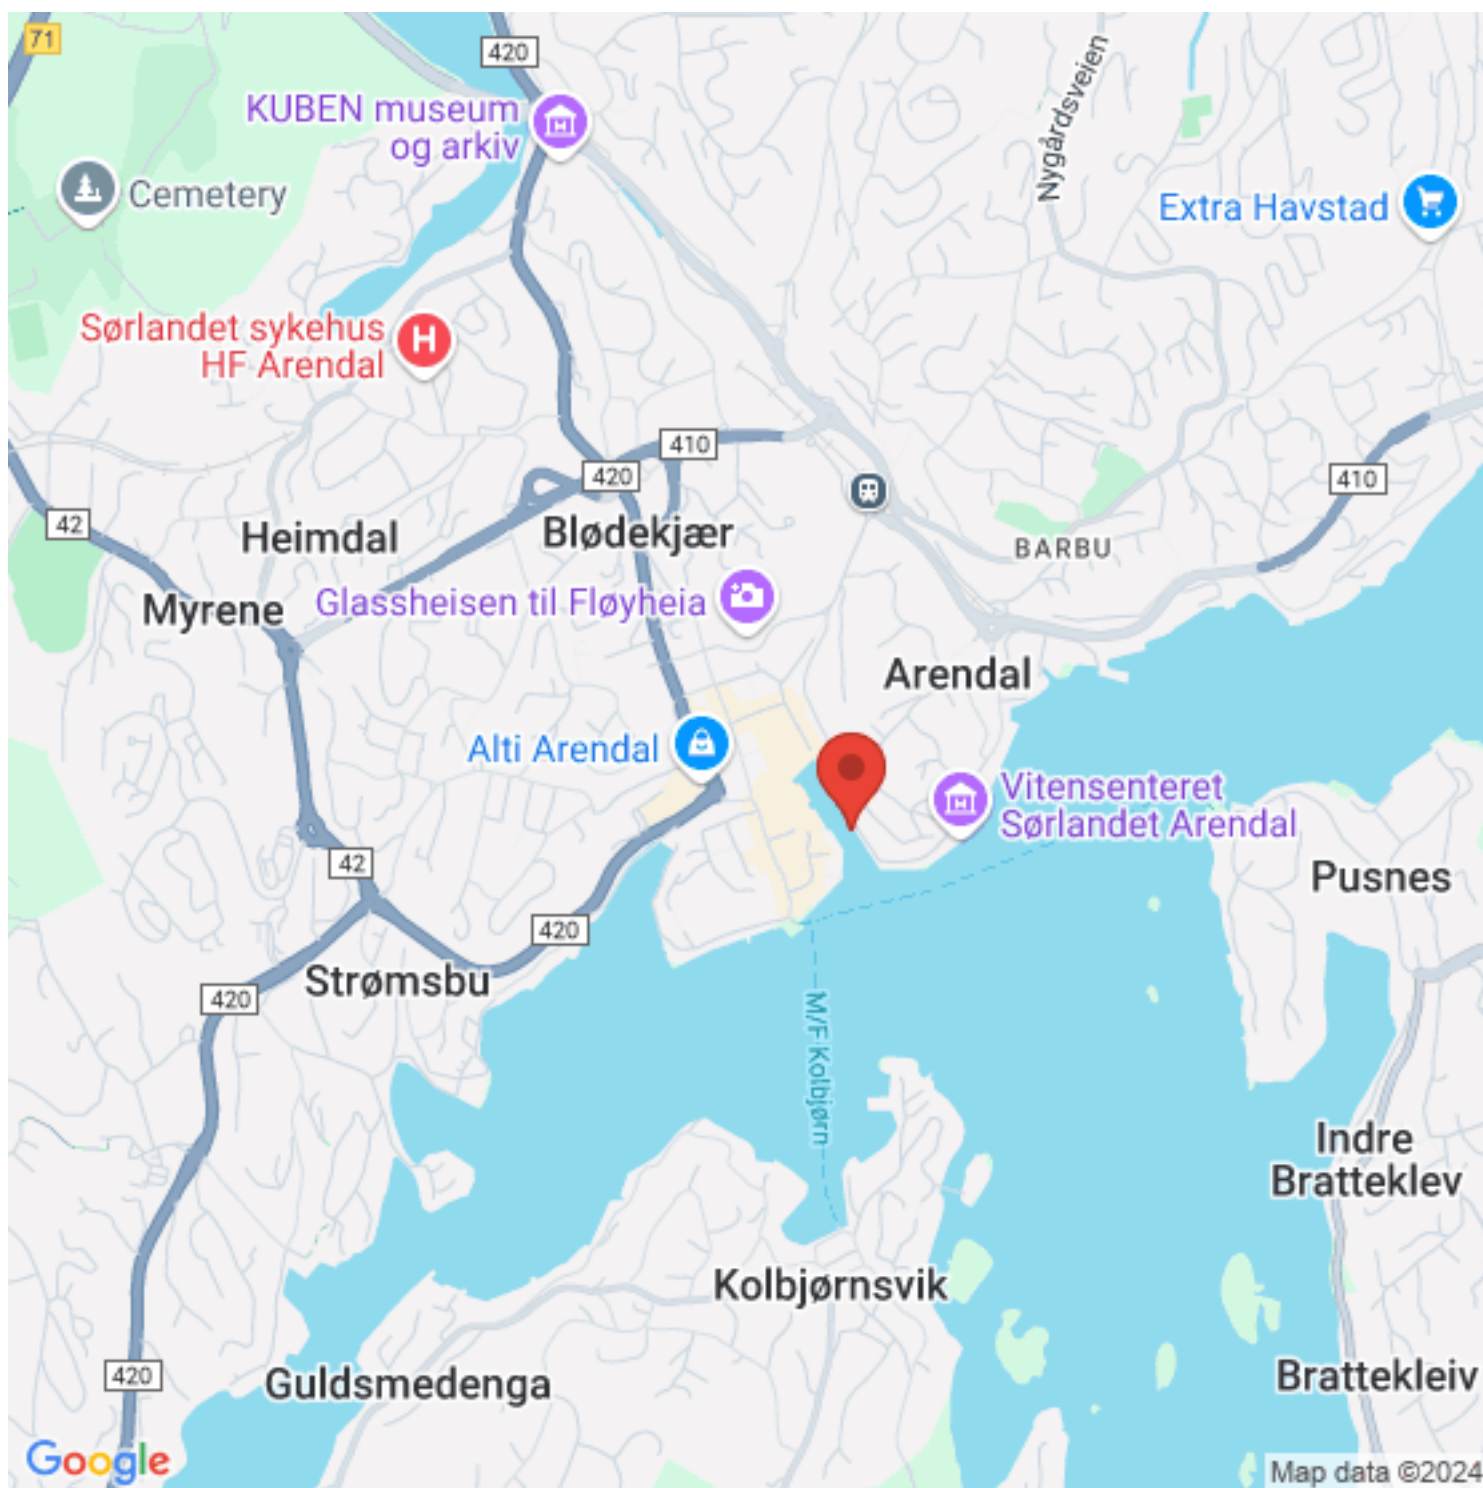 71
420
KUBEN museum
og arkiv
Nygårdsveien
Cemetery
Extra Havstad
Sørlandet sykehus
HF Arendal
H
410
420
410
42
Heimdal
Blødekjær
BARBU
Glassheisen til Fløyheia
Myrene
Arendal
Alti Arendal
Vitensenteret
Sørlandet Arendal
42
Pusnes
420
Strømsbu
420
M/F Kolbjørn
Indre
Bratteklev
Kolbjørnsvik
420
Guldsmedenga
Brattekleiv
Google
Map data ©2024